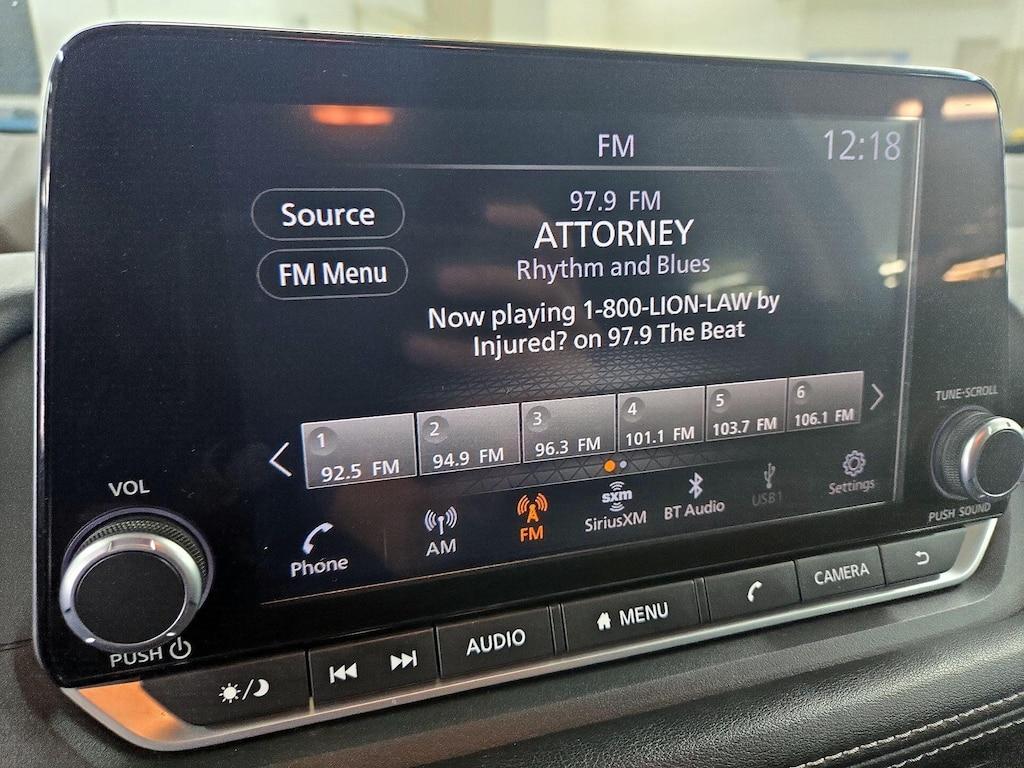 FM
12:18
Source
97.9 FM
ATTORNEY
FM Menu
Rhythm and Blues
Now playing 1-800-LION-LAW by
Injured? on 97.9 The Beat
1
92.5 FM
2
94.9 FM
3
96.3 FM
4
101.1 FM
5
103.7 FM
6
106.1 FM
TUNE·SCROLL
VOL
Phone
AM
FM
sxm
SiriusXM
BT Audio
USB1
Settings
PUSH SOUND
PUSH
AUDIO
MENU
CAMERA